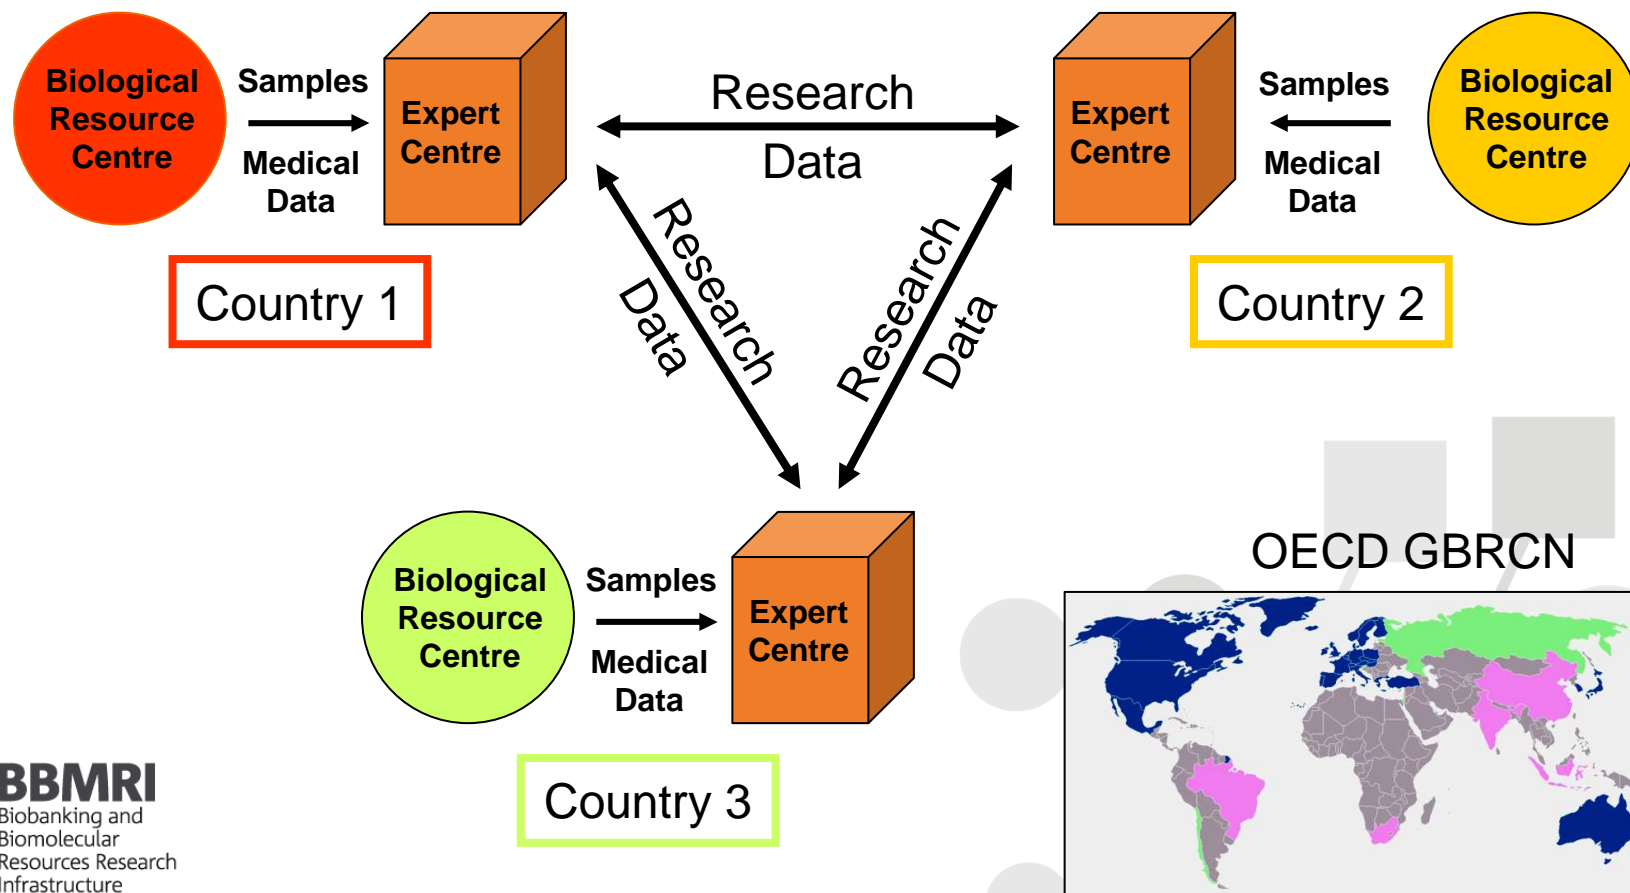 Biological
Resource
Centre
Samples
Medical
Data
Expert
Centre
Research
Data
Expert
Centre
Samples
Medical
Data
Biological
Resource
Centre
Country 1
Research
Data
Research
Data
Country 2
Biological
Resource
Centre
Samples
Medical
Data
Expert
Centre
Country 3
OECD GBRCN
BBMRI
Biobanking and
Biomolecular
Resources Research
Infrastructure